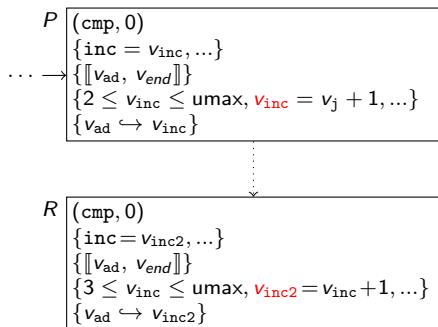 P (cmp, 0)
{inc = v_inc, ...}
··· {⟦v_ad, v_end⟧}
{2 ≤ v_inc ≤ umax, v_inc = v_j + 1, ...}
{v_ad ↪ v_inc}
R (cmp, 0)
{inc = v_inc2, ...}
{⟦v_ad, v_end⟧}
{3 ≤ v_inc ≤ umax, v_inc2 = v_inc + 1, ...}
{v_ad ↪ v_inc2}